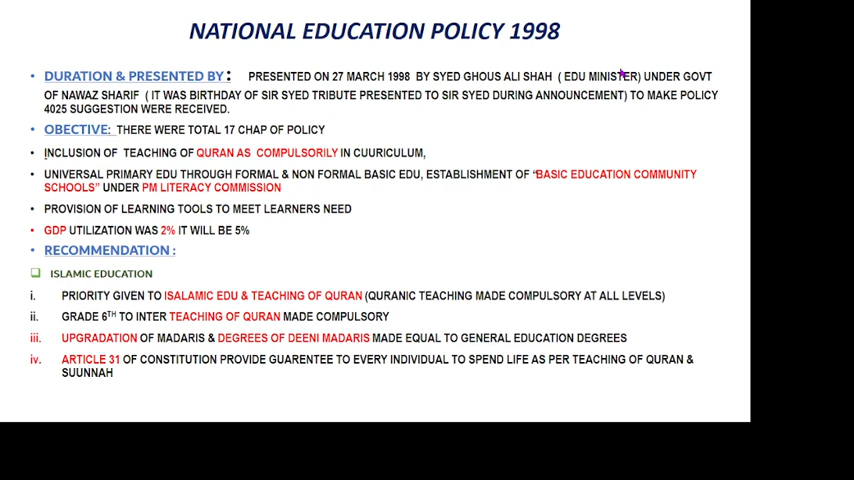 NATIONAL EDUCATION POLICY 1998
• DURATION & PRESENTED BY : PRESENTED ON 27 MARCH 1998 BY SYED GHOUS ALI SHAH ( EDU MINISTER) UNDER GOVT
OF NAWAZ SHARIF ( IT WAS BIRTHDAY OF SIR SYED TRIBUTE PRESENTED TO SIR SYED DURING ANNOUNCEMENT) TO MAKE POLICY
4025 SUGGESTION WERE RECEIVED.
• OBECTIVE: THERE WERE TOTAL 17 CHAP OF POLICY
• INCLUSION OF TEACHING OF QURAN AS COMPULSORILY IN CUURICULUM,
• UNIVERSAL PRIMARY EDU THROUGH FORMAL & NON FORMAL BASIC EDU, ESTABLISHMENT OF “BASIC EDUCATION COMMUNITY
SCHOOLS” UNDER PM LITERACY COMMISSION
• PROVISION OF LEARNING TOOLS TO MEET LEARNERS NEED
• GDP UTILIZATION WAS 2% IT WILL BE 5%
• RECOMMENDATION :
❑ ISLAMIC EDUCATION
i. PRIORITY GIVEN TO ISALAMIC EDU & TEACHING OF QURAN (QURANIC TEACHING MADE COMPULSORY AT ALL LEVELS)
ii. GRADE 6TH TO INTER TEACHING OF QURAN MADE COMPULSORY
iii. UPGRADATION OF MADARIS & DEGREES OF DEENI MADARIS MADE EQUAL TO GENERAL EDUCATION DEGREES
iv. ARTICLE 31 OF CONSTITUTION PROVIDE GUARENTEE TO EVERY INDIVIDUAL TO SPEND LIFE AS PER TEACHING OF QURAN &
SUUNNAH